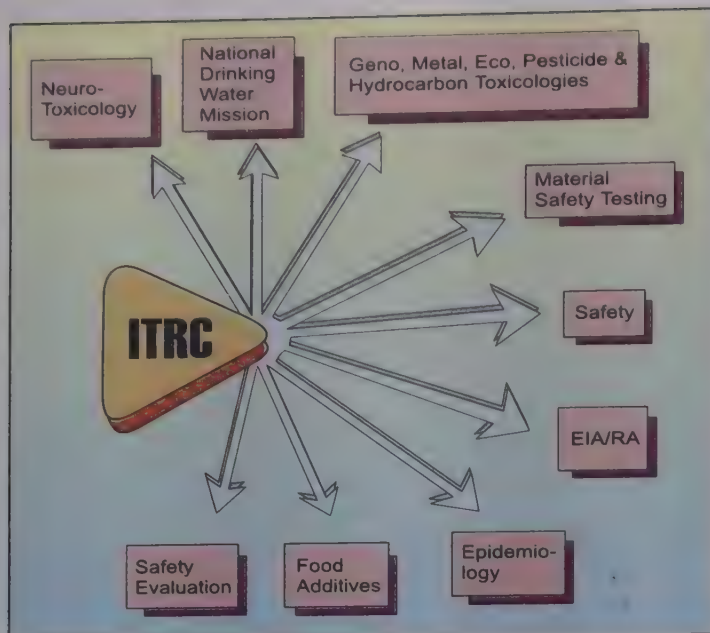 Neuro-
Toxicology
National
Drinking
Water
Mission
Geno, Metal, Eco, Pesticide &
Hydrocarbon Toxicologies
Material
Safety Testing
ITRC
Safety
EIA/RA
Safety
Evaluation
Food
Additives
Epidemio-
logy